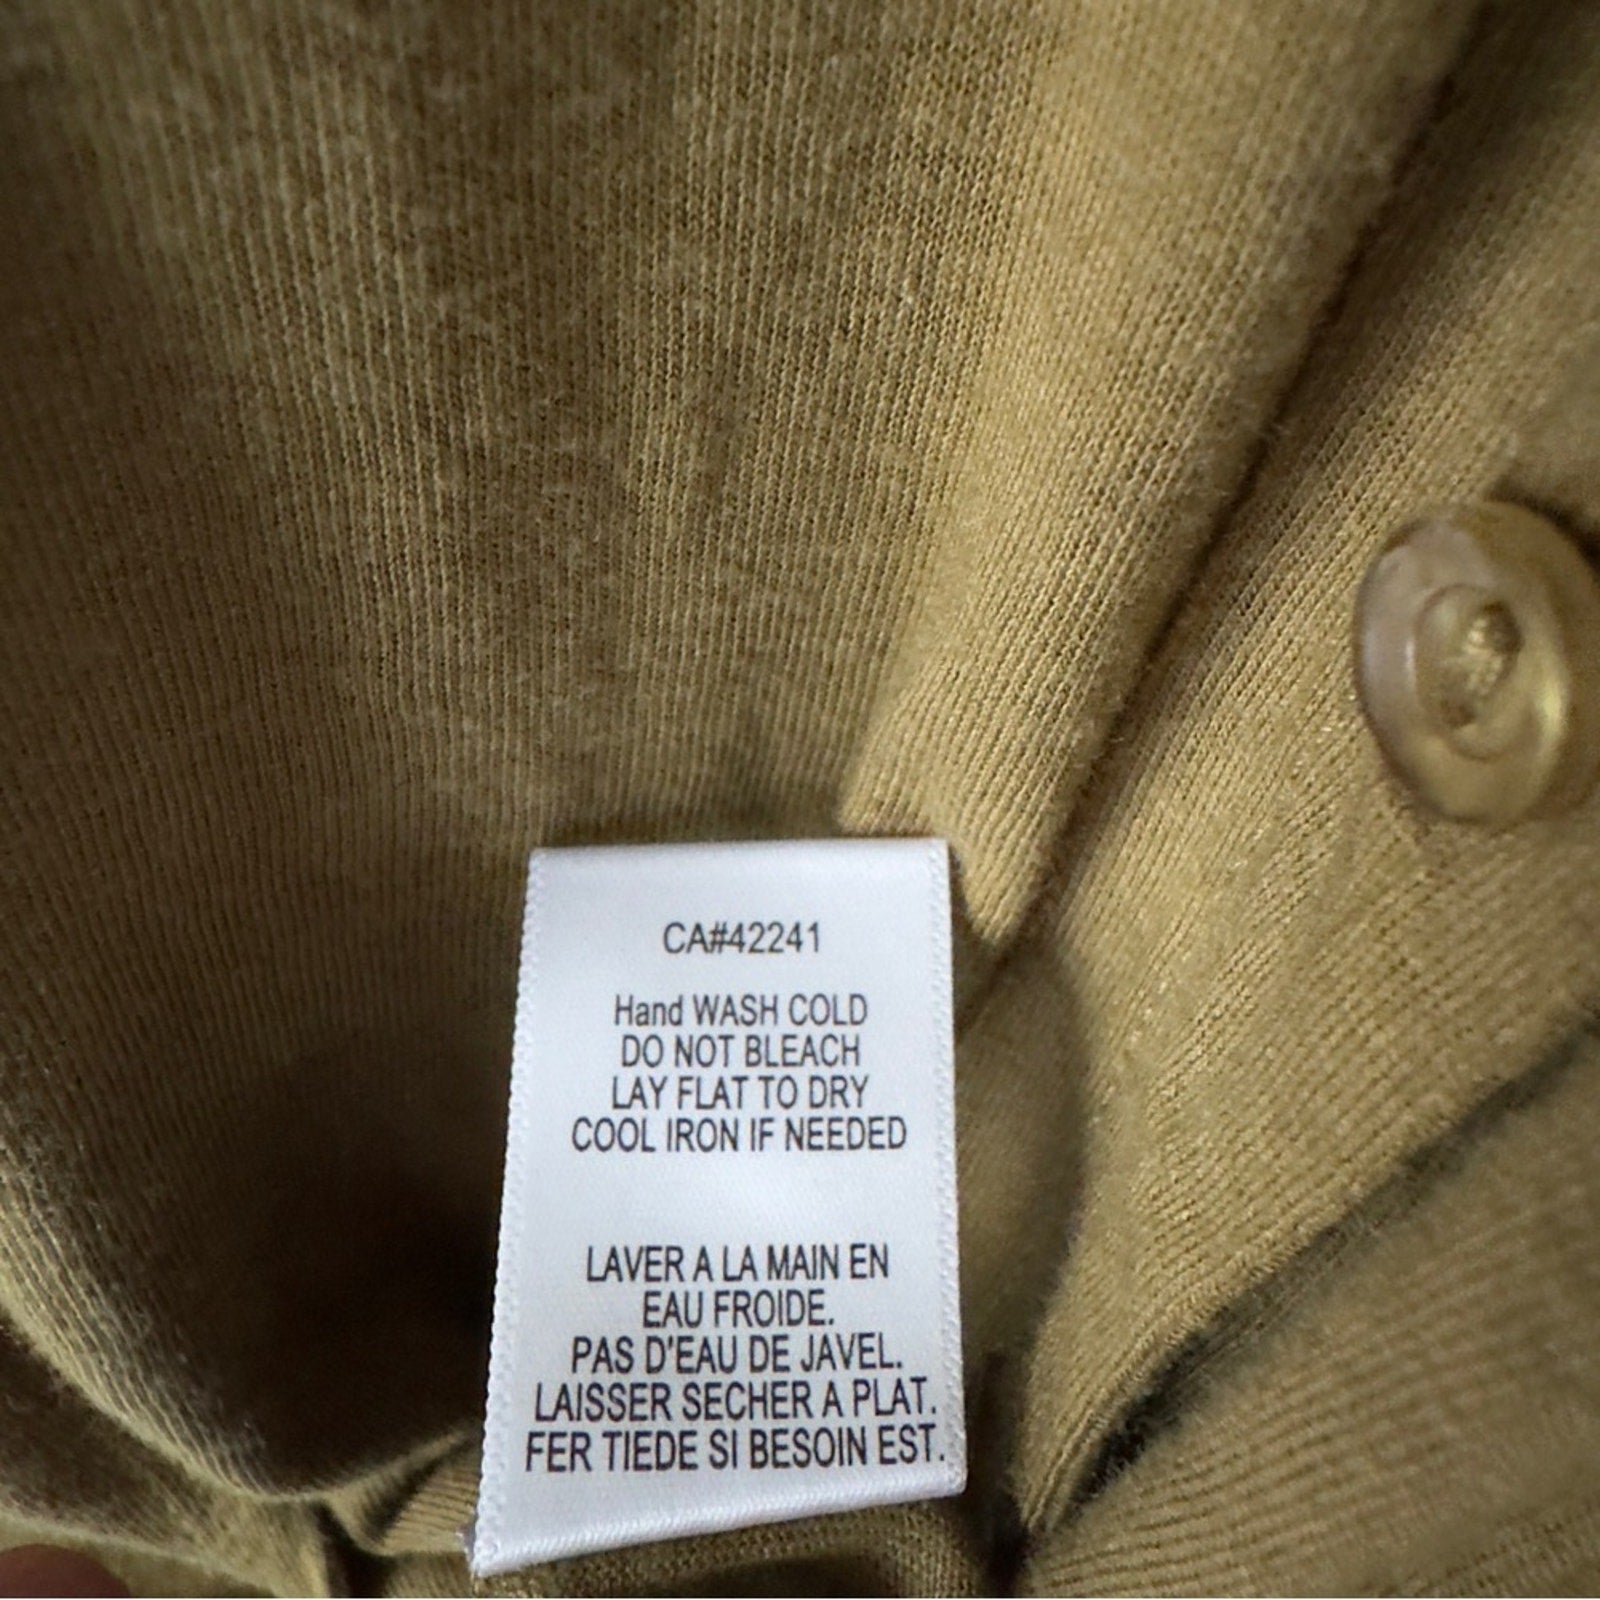 CA#42241
Hand WASH COLD
DO NOT BLEACH
LAY FLAT TO DRY
COOL IRON IF NEEDED
LAVER A LA MAIN EN
EAU FROIDE.
PAS D'EAU DE JAVEL.
LAISSER SECHER A PLAT.
FER TIEDE SI BESOIN EST.